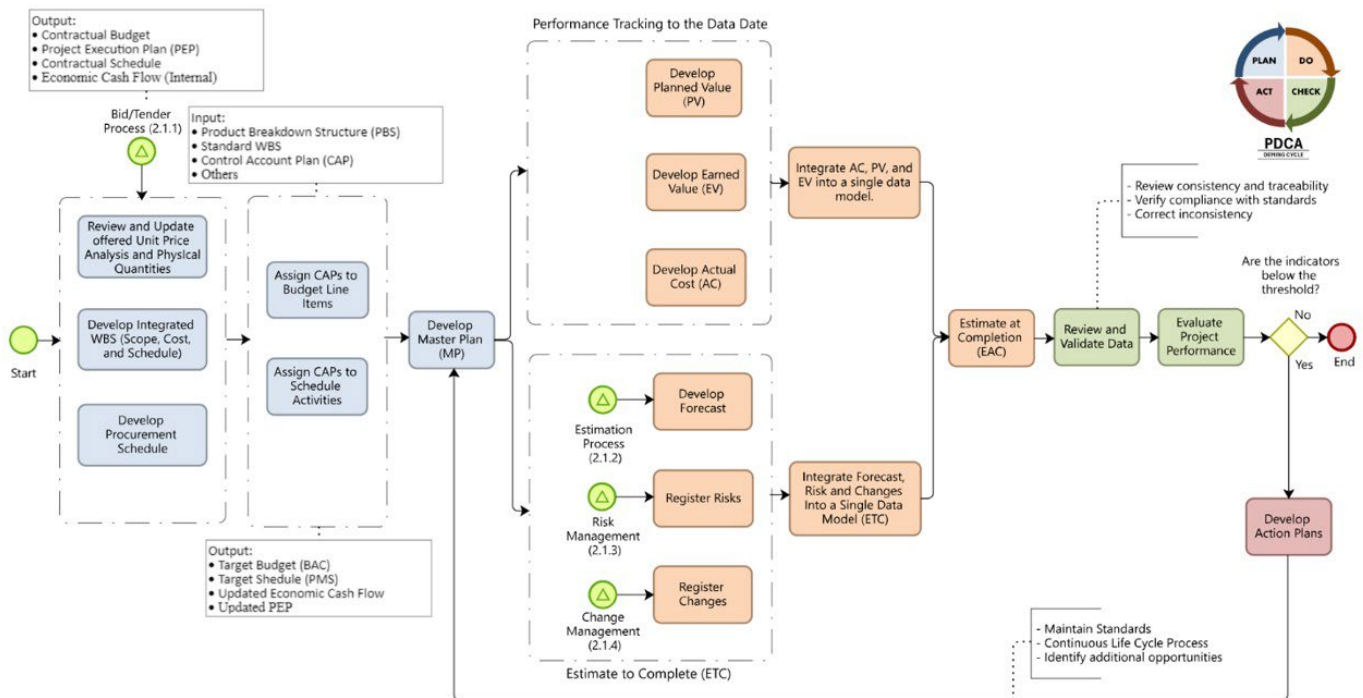 Output:
• Contractual Budget
• Project Execution Plan (PEP)
• Contractual Schedule
• Economic Cash Flow (Internal)
Bid/Tender
Process (2.1.1)
Input:
• Product Breakdown Structure (PBS)
• Standard WBS
• Control Account Plan (CAP)
• Others
Start
Review and Update
offered Unit Price
Analysis and Physical
Quantities
Develop Integrated
WBS (Scope, Cost,
and Schedule)
Develop
Procurement
Schedule
Assign CAPs to
Budget Line
Items
Assign CAPs to
Schedule
Activities
Output:
• Target Budget (BAC)
• Target Shedule (PMS)
• Updated Economic Cash Flow
• Updated PEP
Develop
Master Plan
(MP)
Performance Tracking to the Data Date
Develop
Planned Value
(PV)
Develop Earned
Value (EV)
Develop Actual
Cost (AC)
Integrate AC, PV, and
EV into a single data
model.
Estimation
Process
(2.1.2)
Develop
Forecast
Risk
Management
(2.1.3)
Register Risks
Change
Management
(2.1.4)
Register
Changes
Estimate to Complete (ETC)
Integrate Forecast,
Risk and Changes
Into a Single Data
Model (ETC)
Estimate at
Completion
(EAC)
- Review consistency and traceability
- Verify compliance with standards
- Correct inconsistency
Review and
Validate Data
Evaluate
Project
Performance
Are the indicators
below the
threshold?
No
Yes
End
Develop
Action Plans
- Maintain Standards
- Continuous Life Cycle Process
- Identify additional opportunities
PLAN
DO
ACT
CHECK
PDCA
DEMING CYCLE